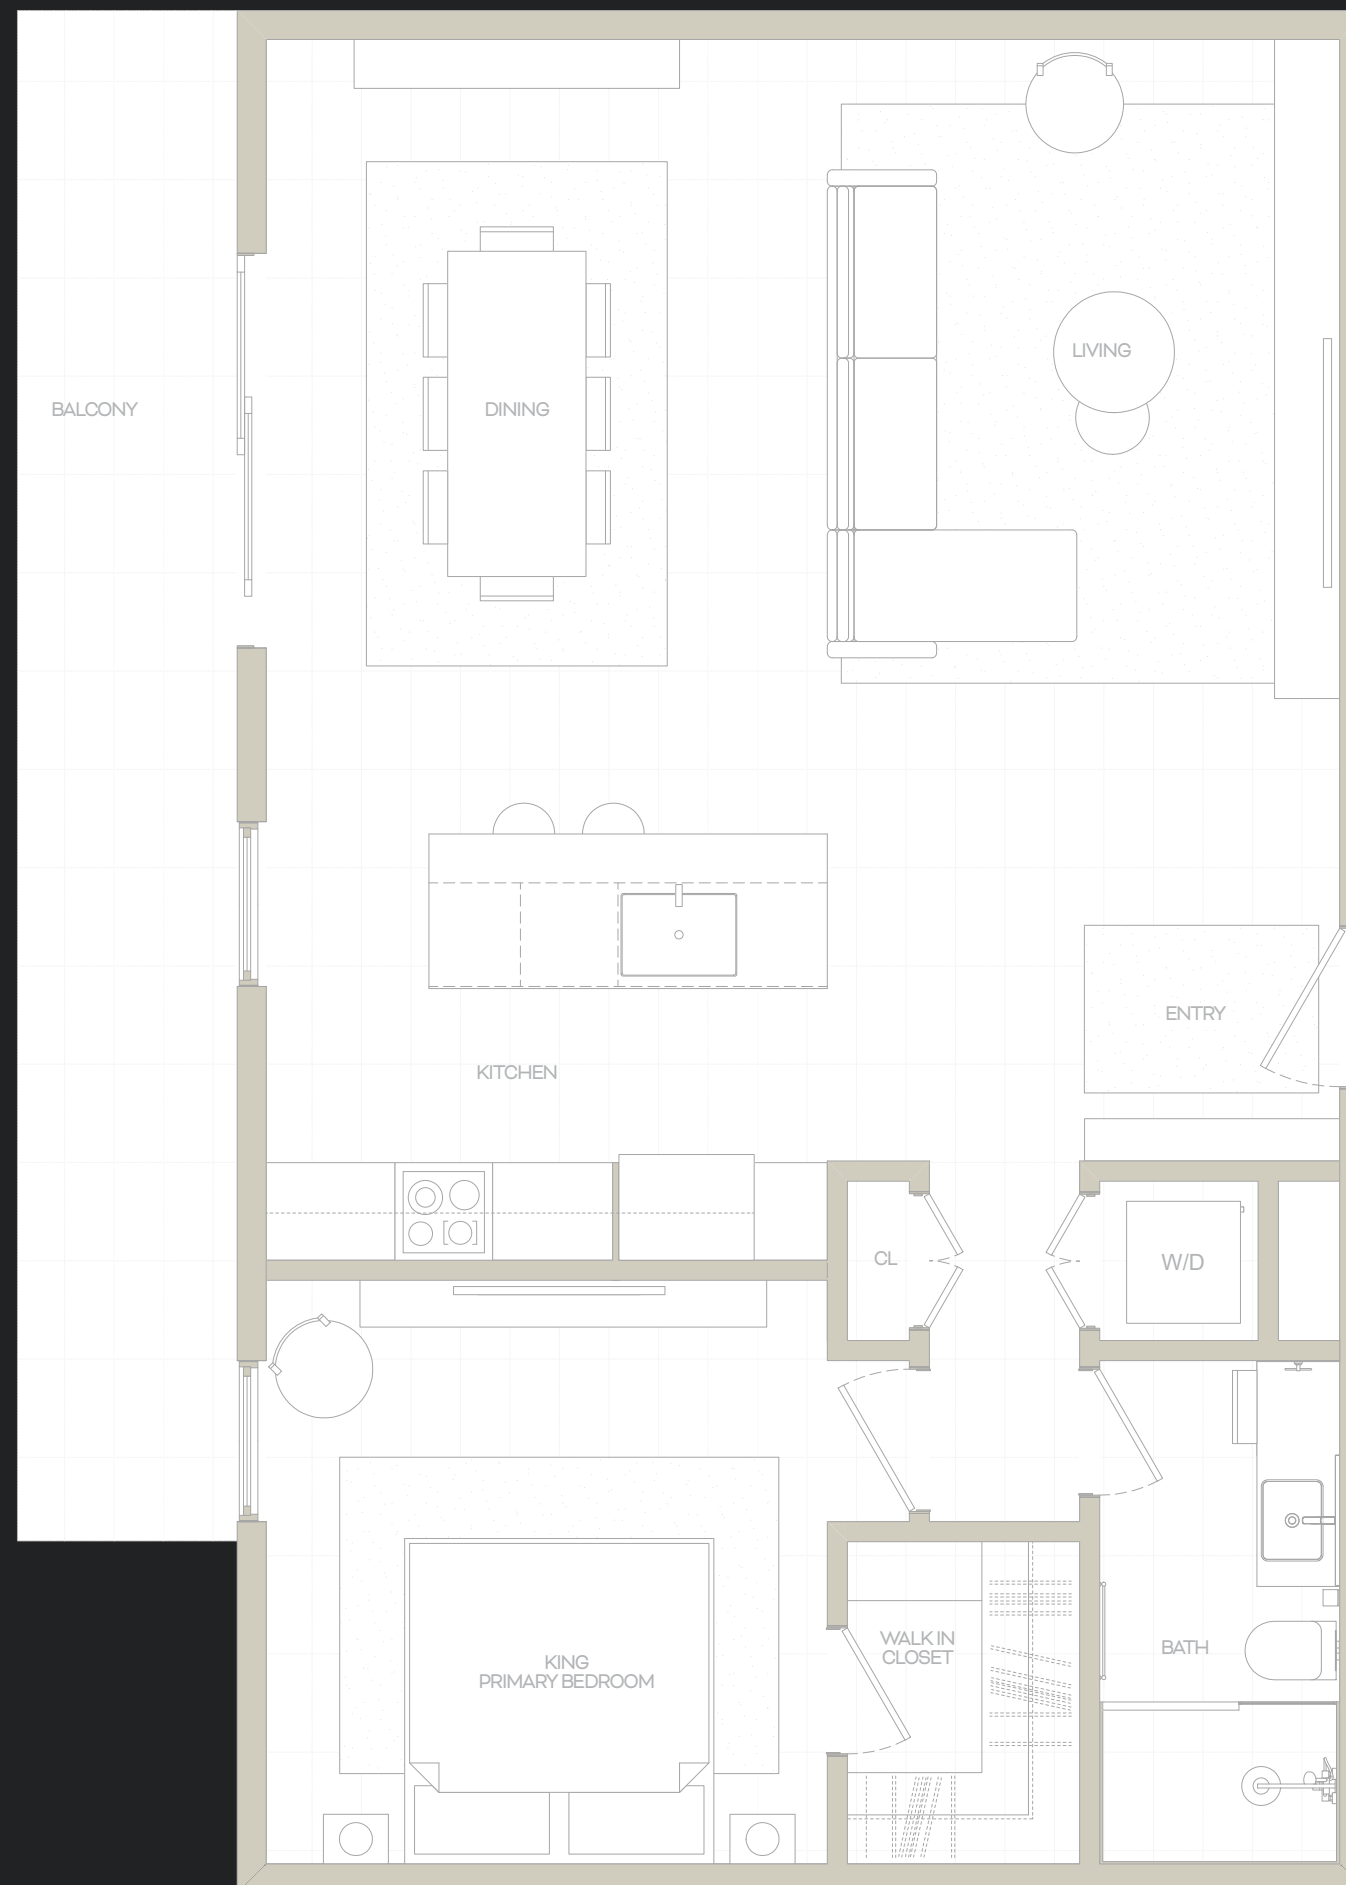 LIVING
BALCONY
DINING
ENTRY
KITCHEN
CL
W/D
WALK IN
CLOSET
BATH
KING
PRIMARY BEDROOM